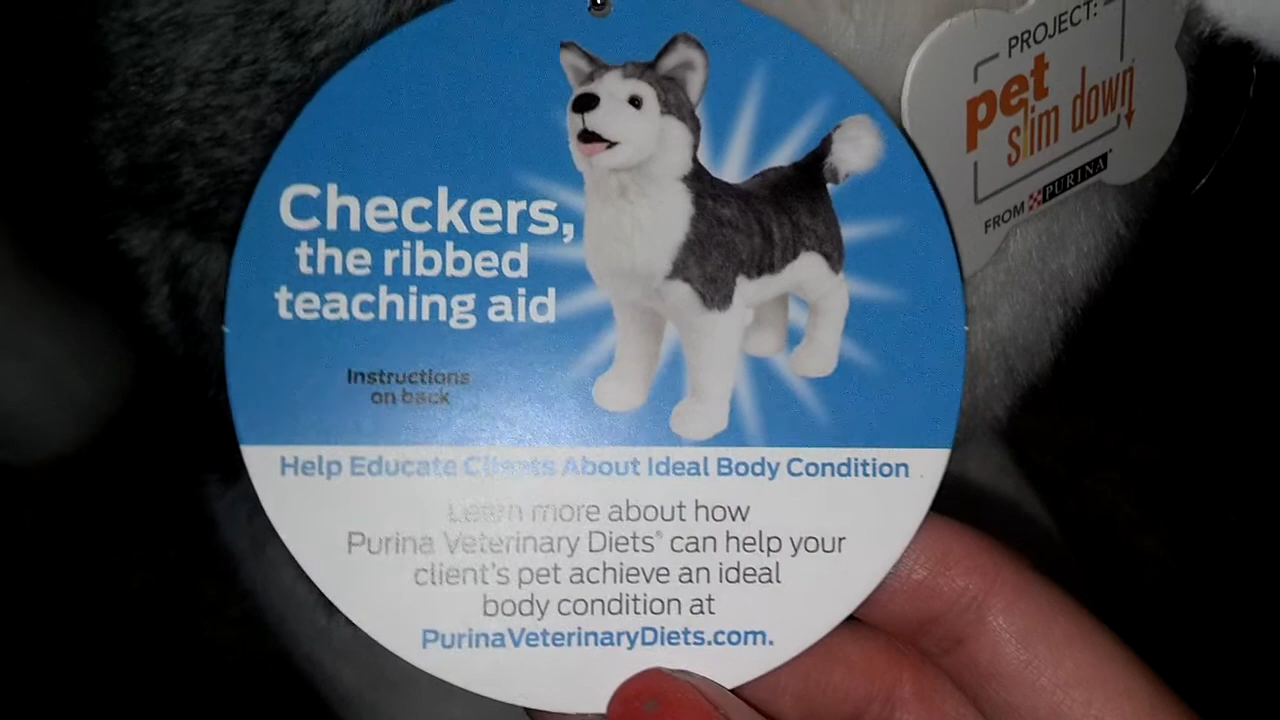 Checkers,
the ribbed
teaching aid
Instructions
on back
Help Educate Clients About Ideal Body Condition
Learn more about how
Purina Veterinary Diets® can help your
client's pet achieve an ideal
body condition at
PurinaVeterinaryDiets.com.
PROJECT:
pet
slim down
FROM PURINA